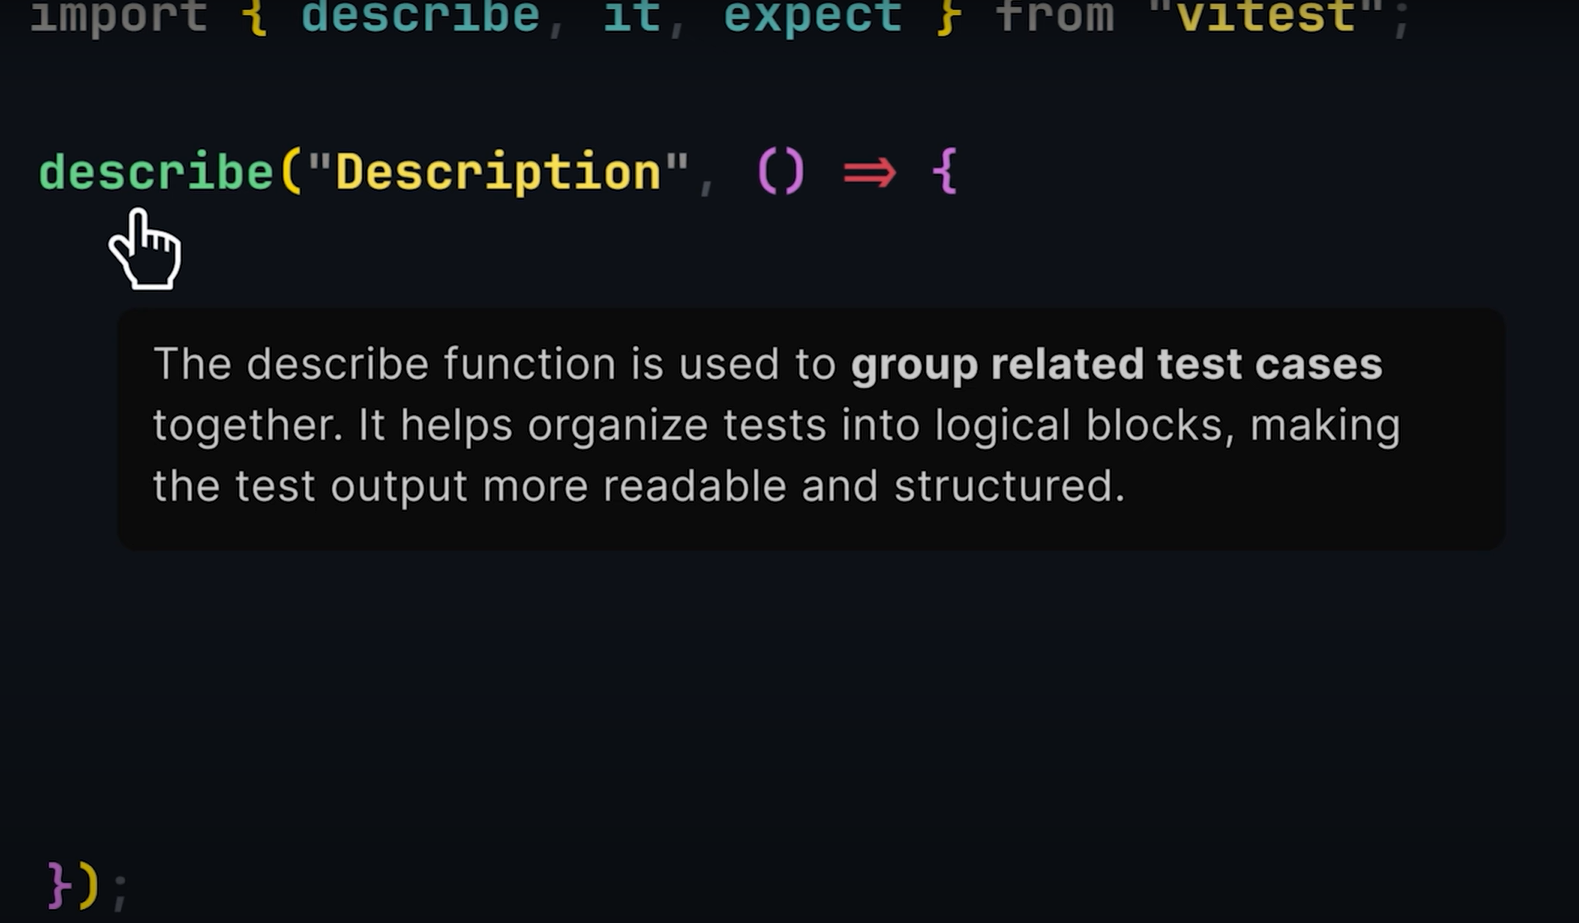 import { describe, it, expect } from "vitest";
describe("Description", () => {
The describe function is used to group related test cases
together. It helps organize tests into logical blocks, making
the test output more readable and structured.
});